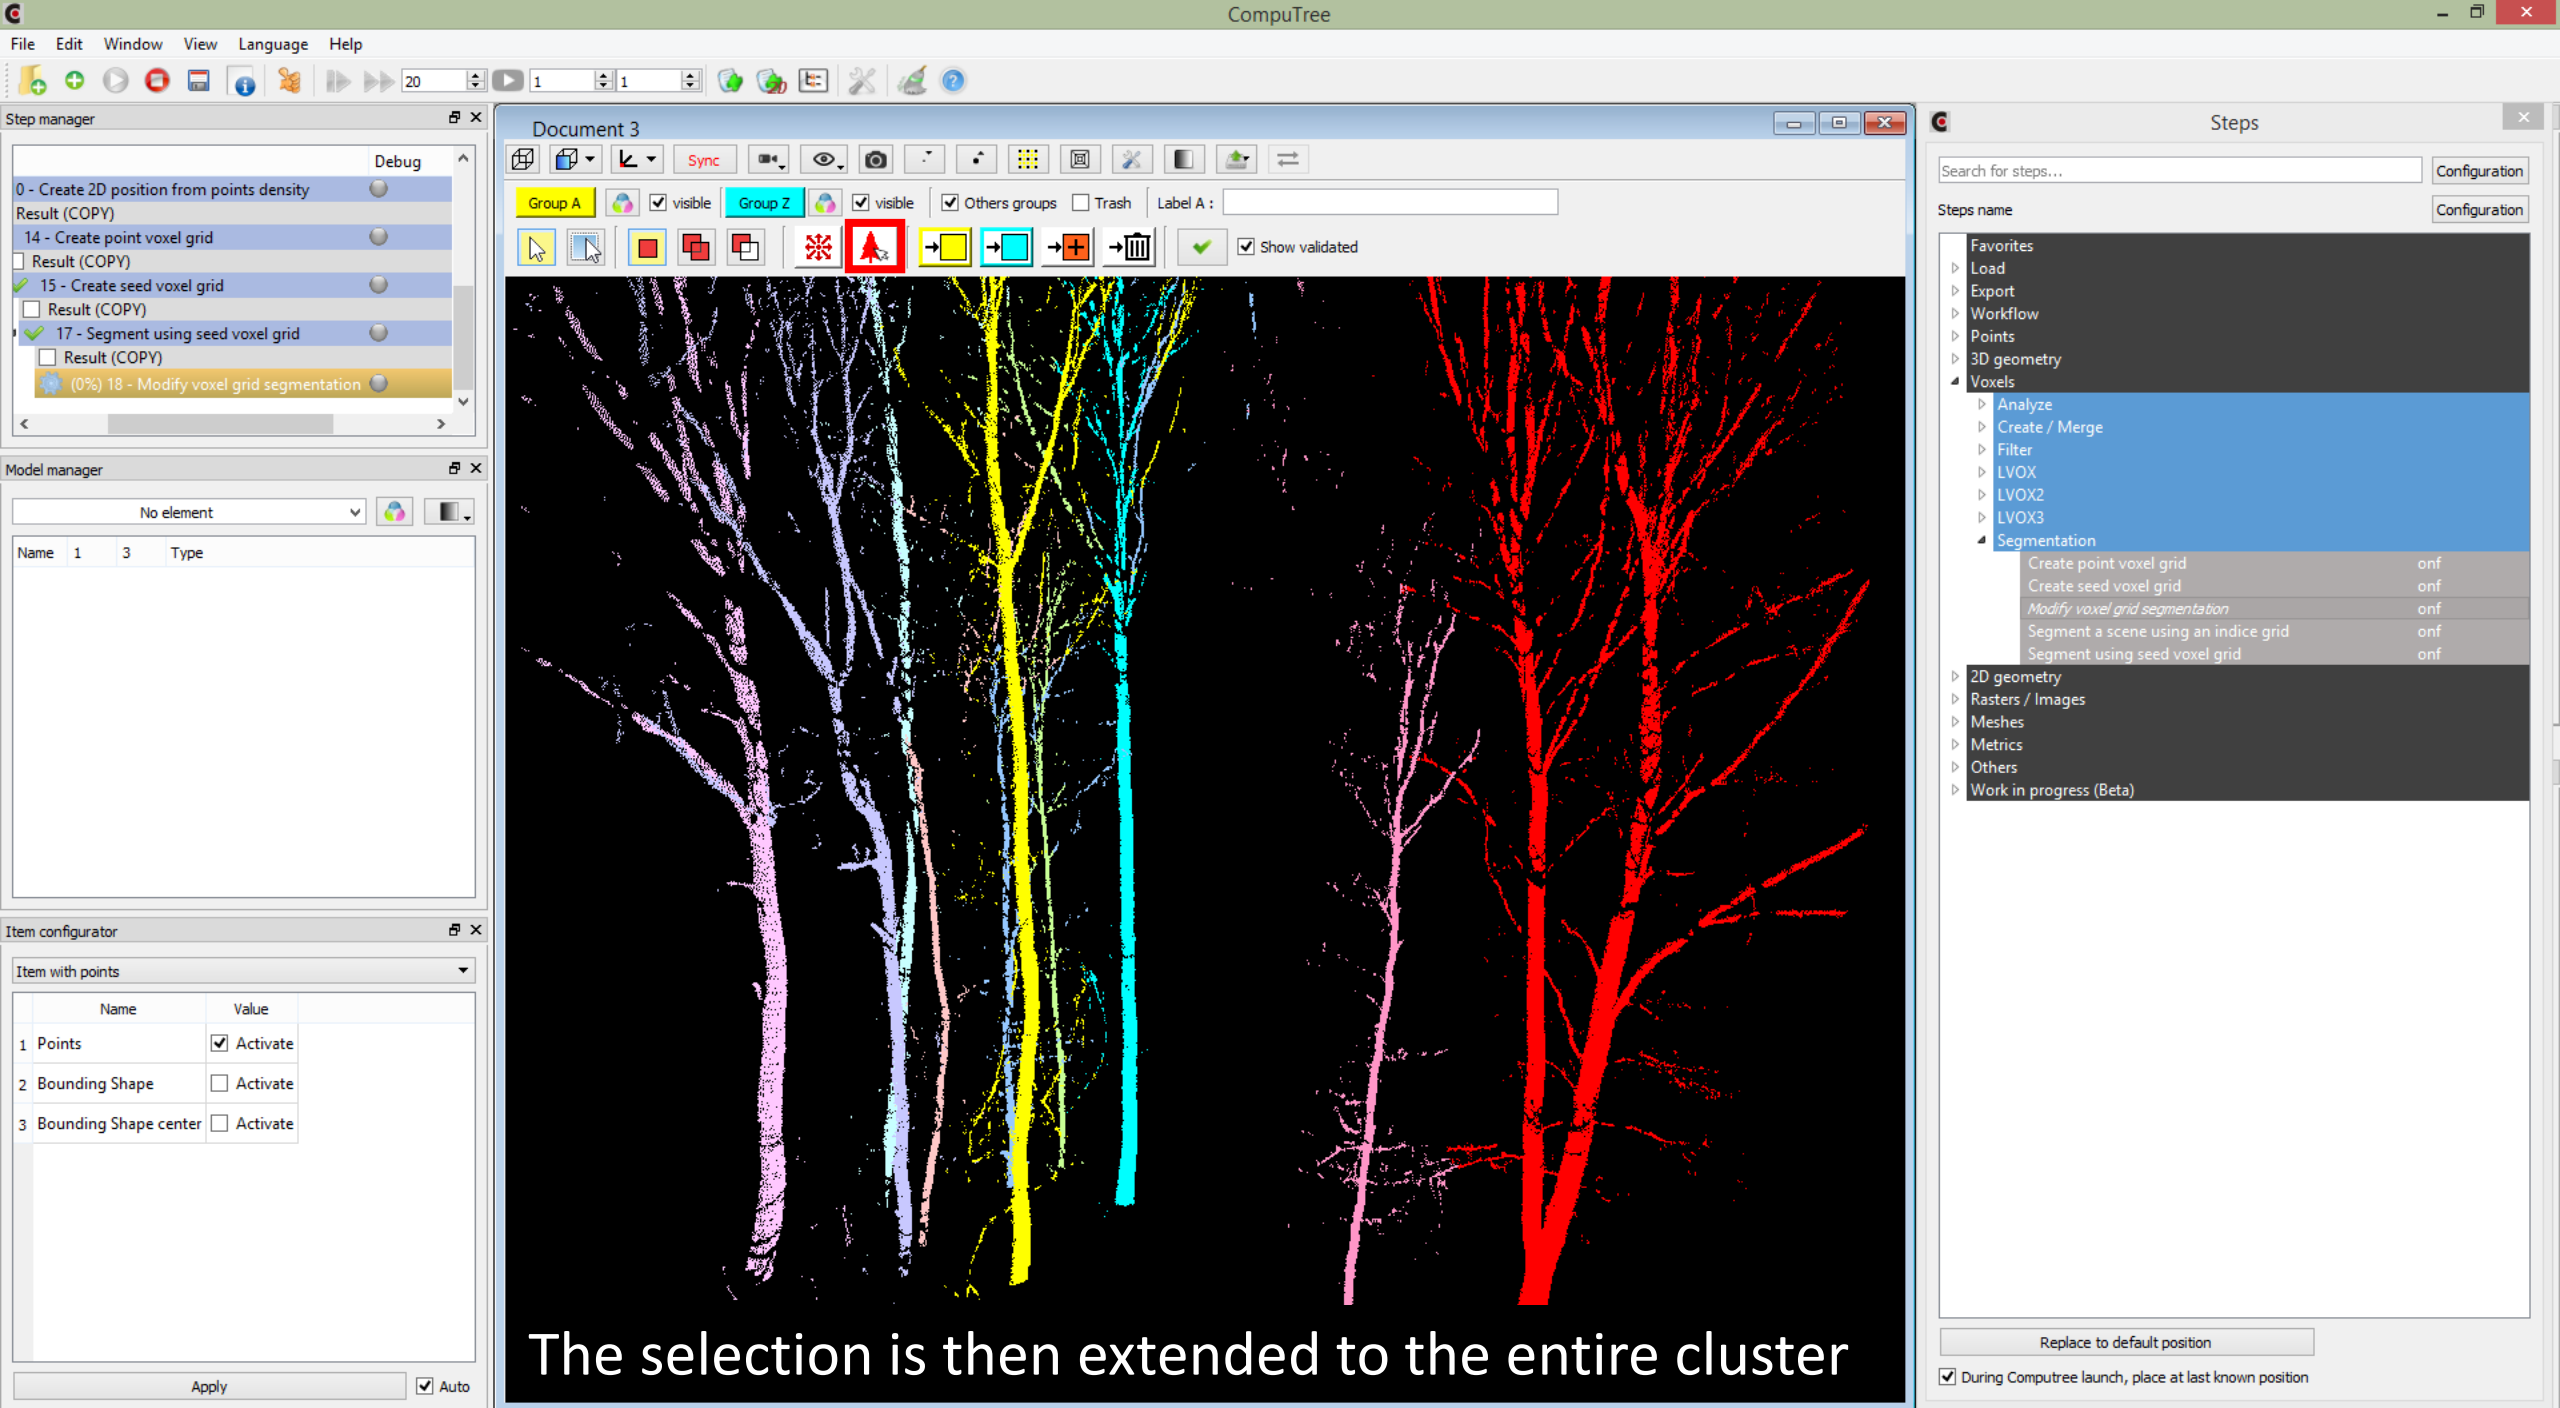 CompuTree
File Edit Window View Language Help
20 1 1
Step manager
Debug
0 - Create 2D position from points density
Result (COPY)
14 - Create point voxel grid
Result (COPY)
15 - Create seed voxel grid
Result (COPY)
17 - Segment using seed voxel grid
Result (COPY)
(0%) 18 - Modify voxel grid segmentation
Model manager
No element
Name 1 3 Type
Item configurator
Item with points
Name Value
1 Points Activate
2 Bounding Shape Activate
3 Bounding Shape center Activate
Apply Auto
Document 3
Sync
Group A visible Group Z visible Others groups Trash Label A :
Show validated
The selection is then extended to the entire cluster
Steps
Search for steps... Configuration
Steps name Configuration
Favorites
Load
Export
Workflow
Points
3D geometry
Voxels
Analyze
Create / Merge
Filter
LVOX
LVOX2
LVOX3
Segmentation
Create point voxel grid onf
Create seed voxel grid onf
Modify voxel grid segmentation onf
Segment a scene using an indice grid onf
Segment using seed voxel grid onf
2D geometry
Rasters / Images
Meshes
Metrics
Others
Work in progress (Beta)
Replace to default position
During Computree launch, place at last known position